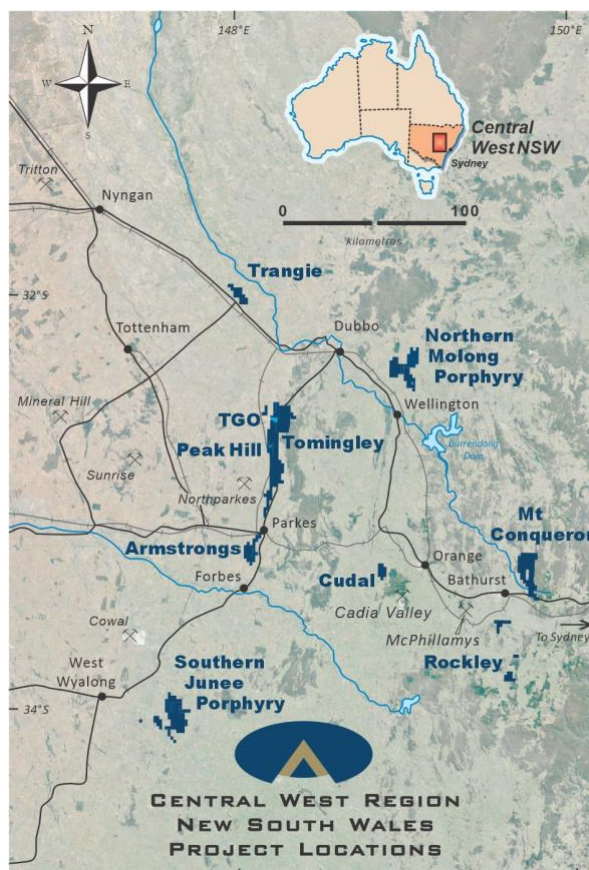 148°E
150°E
N
W
E
S
Central
West NSW
Sydney
Tritton
Nyngan
0
100
kilometres
Trangie
32°S
Tottenham
Dubbo
Northern
Molong
Porphyry
Mineral Hill
TGO
Wellington
Tomingley
Peak Hill
Burrendong
Dam
Sunrise
Northparkes
Parkes
Mt
Conqueror
Armstrongs
Orange
Forbes
Cudal
Bathurst
Cadia Valley
McPhillamys
To Sydney
Cowal
Rockley
West
Wyalong
Southern
Junee
Porphyry
34°S
Central West Region
New South Wales
Project Locations